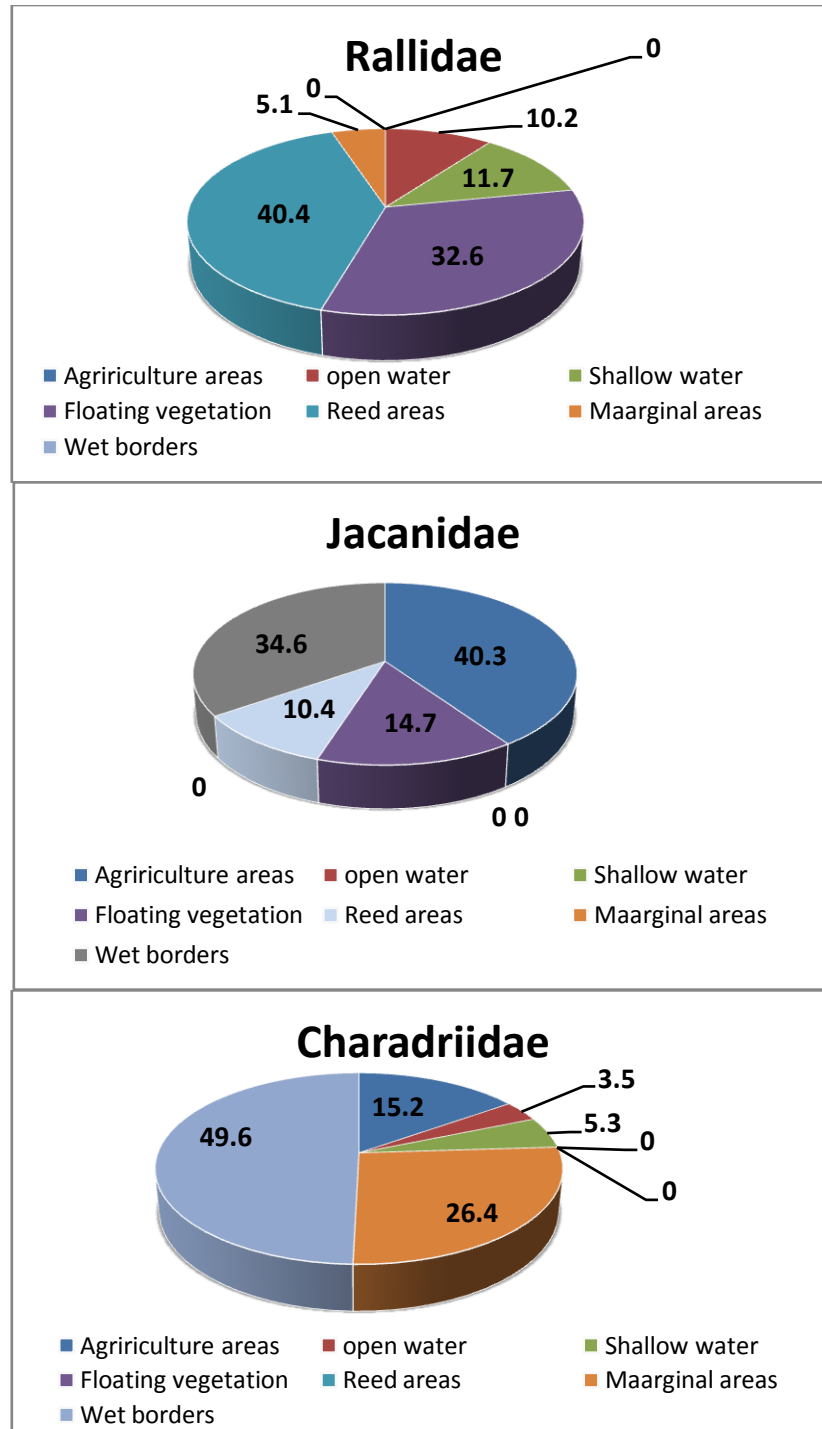 Rallidae
0
0
5.1
10.2
11.7
40.4
32.6
Agririculture areas open water Shallow water
Floating vegetation Reed areas Maarginal areas
Wet borders
Jacanidae
34.6
40.3
10.4
14.7
0
0 0
Agririculture areas open water Shallow water
Floating vegetation Reed areas Maarginal areas
Wet borders
Charadriidae
3.5
15.2
5.3
49.6
0
0
26.4
Agririculture areas open water Shallow water
Floating vegetation Reed areas Maarginal areas
Wet borders